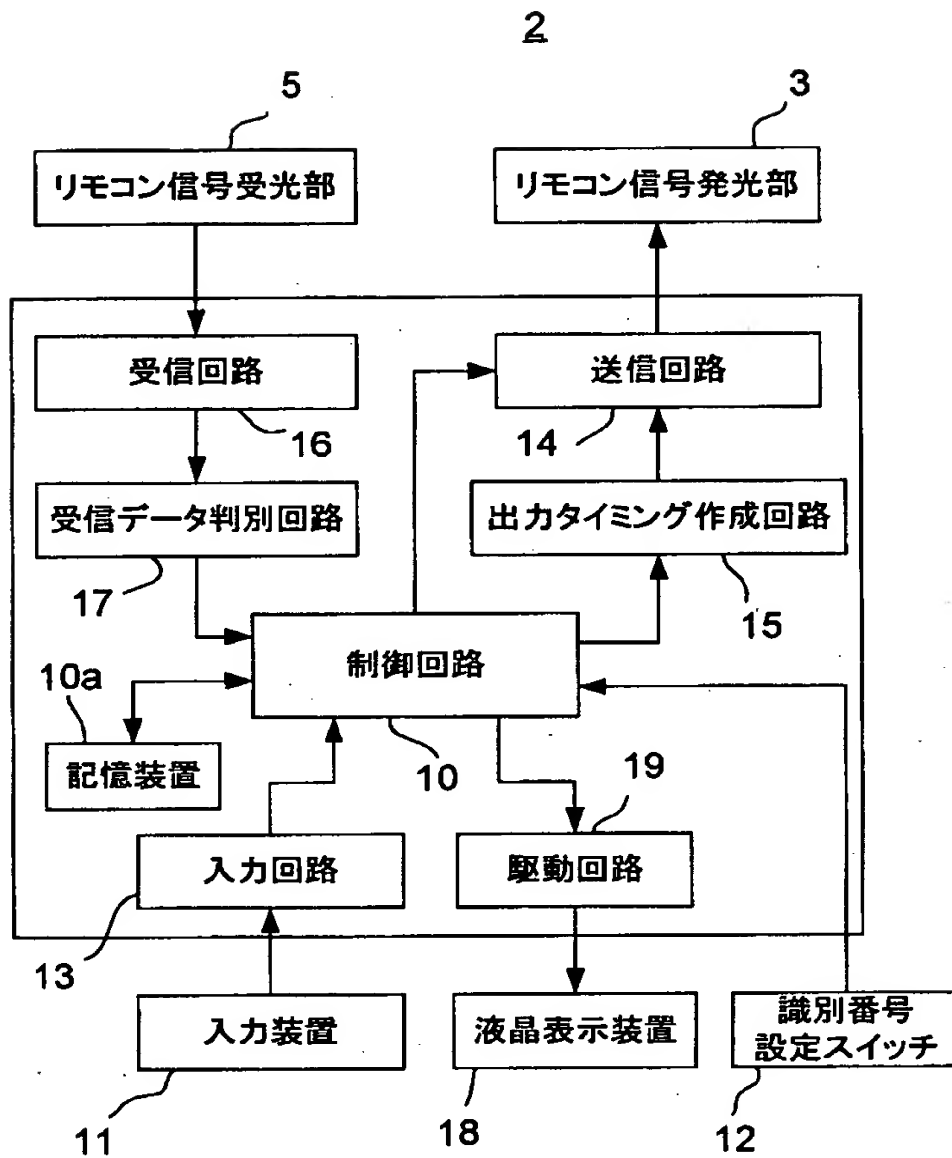 2
5
3
リモコン信号受光部
リモコン信号発光部
受信回路
送信回路
16
14
受信データ判別回路
出力タイミング作成回路
17
15
制御回路
10a
10
記憶装置
19
入力回路
駆動回路
13
入力装置
液晶表示装置
識別番号
設定スイッチ
11
18
12